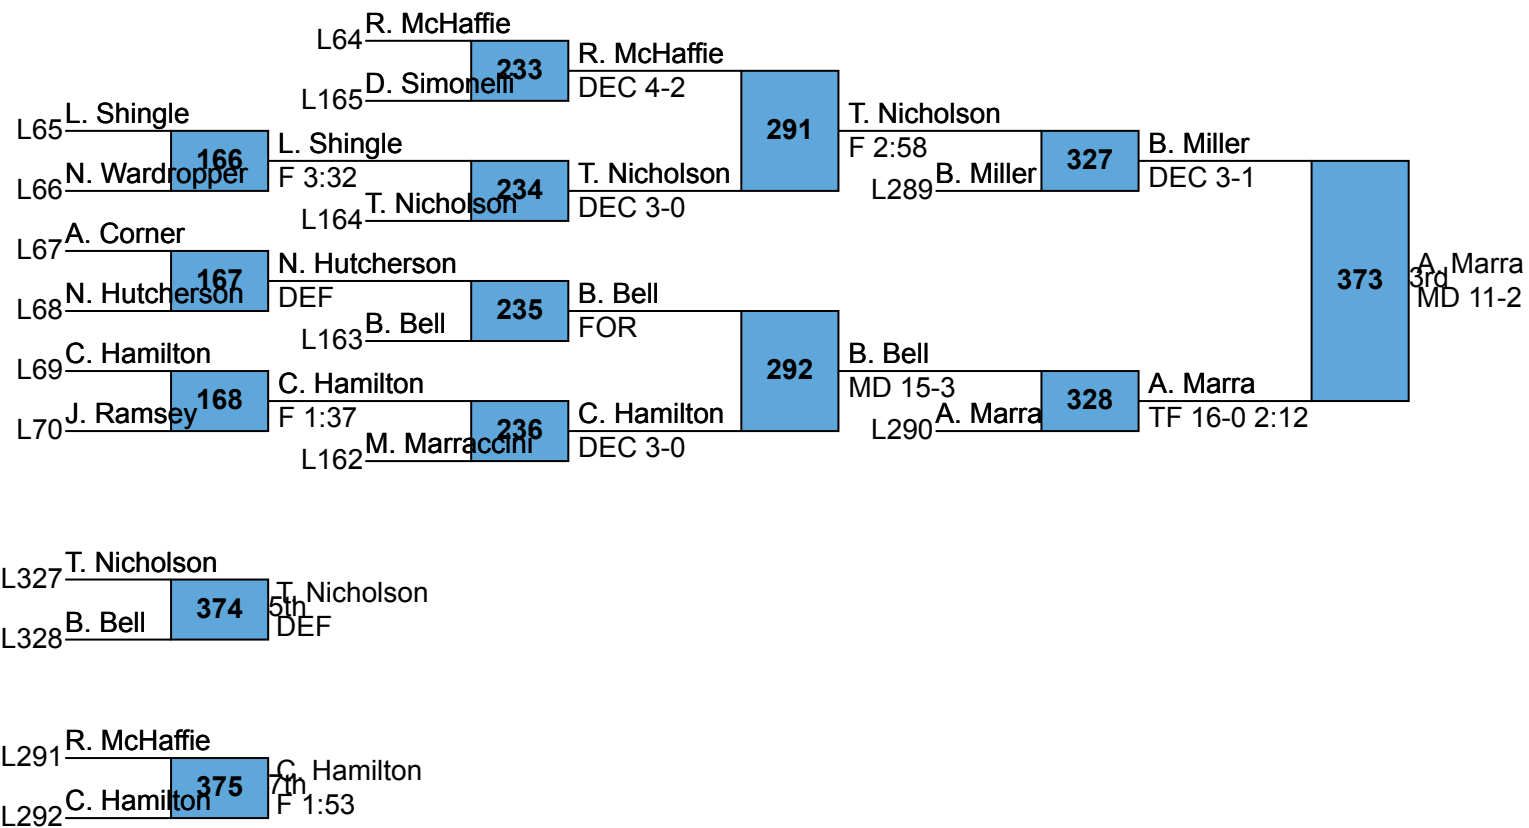 R. McHaffie
L64
233
R. McHaffie
D. Simonelli
DEC 4-2
L165
L. Shingle
L65
166
L. Shingle
291
T. Nicholson
N. Wardropper
F 3:32
F 2:58
L66
234
T. Nicholson
327
B. Miller
T. Nicholson
DEC 3-0
B. Miller
DEC 3-1
L164
L289
A. Corner
L67
167
N. Hutcherson
N. Hutcherson
DEF
L68
235
B. Bell
373
A. Marra
3rd
MD 11-2
B. Bell
FOR
L163
C. Hamilton
L69
168
C. Hamilton
292
B. Bell
J. Ramsey
F 1:37
MD 15-3
L70
236
C. Hamilton
328
A. Marra
M. Marraccini
DEC 3-0
A. Marra
TF 16-0 2:12
L162
L290
T. Nicholson
L327
374
T. Nicholson
5th
B. Bell
DEF
L328
R. McHaffie
L291
375
C. Hamilton
7th
C. Hamilton
F 1:53
L292